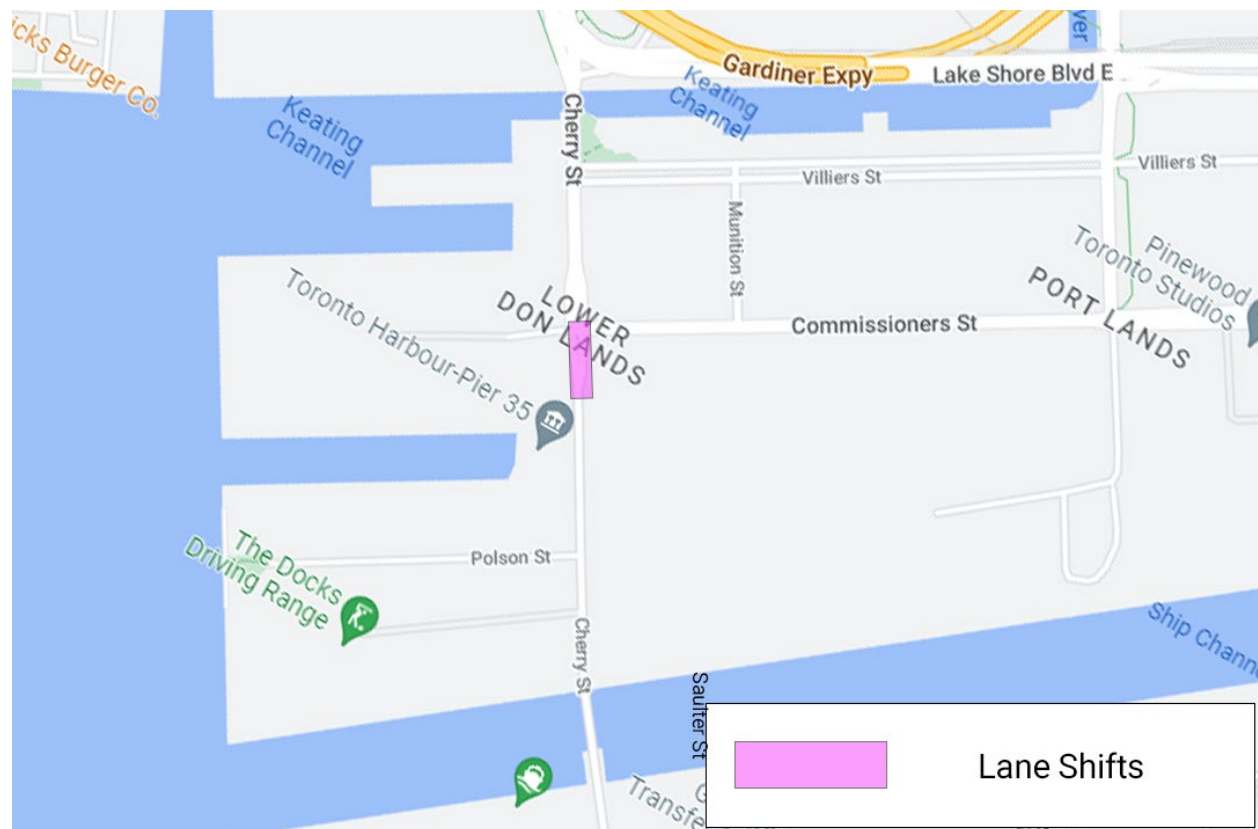 icks Burger Co.
Gardiner Expy
Lake Shore Blvd E
Keating
Channel
Keating
Channel
Cherry St
Villiers St
Villiers St
Munition St
Pinewood
Toronto Studios
Toronto Harbour-Pier 35
LOWER
DON LANDS
Commissioners St
PORT LANDS
The Docks
Driving Range
Polson St
Cherry St
Ship Chann
Saulter St
Transfe
Lane Shifts